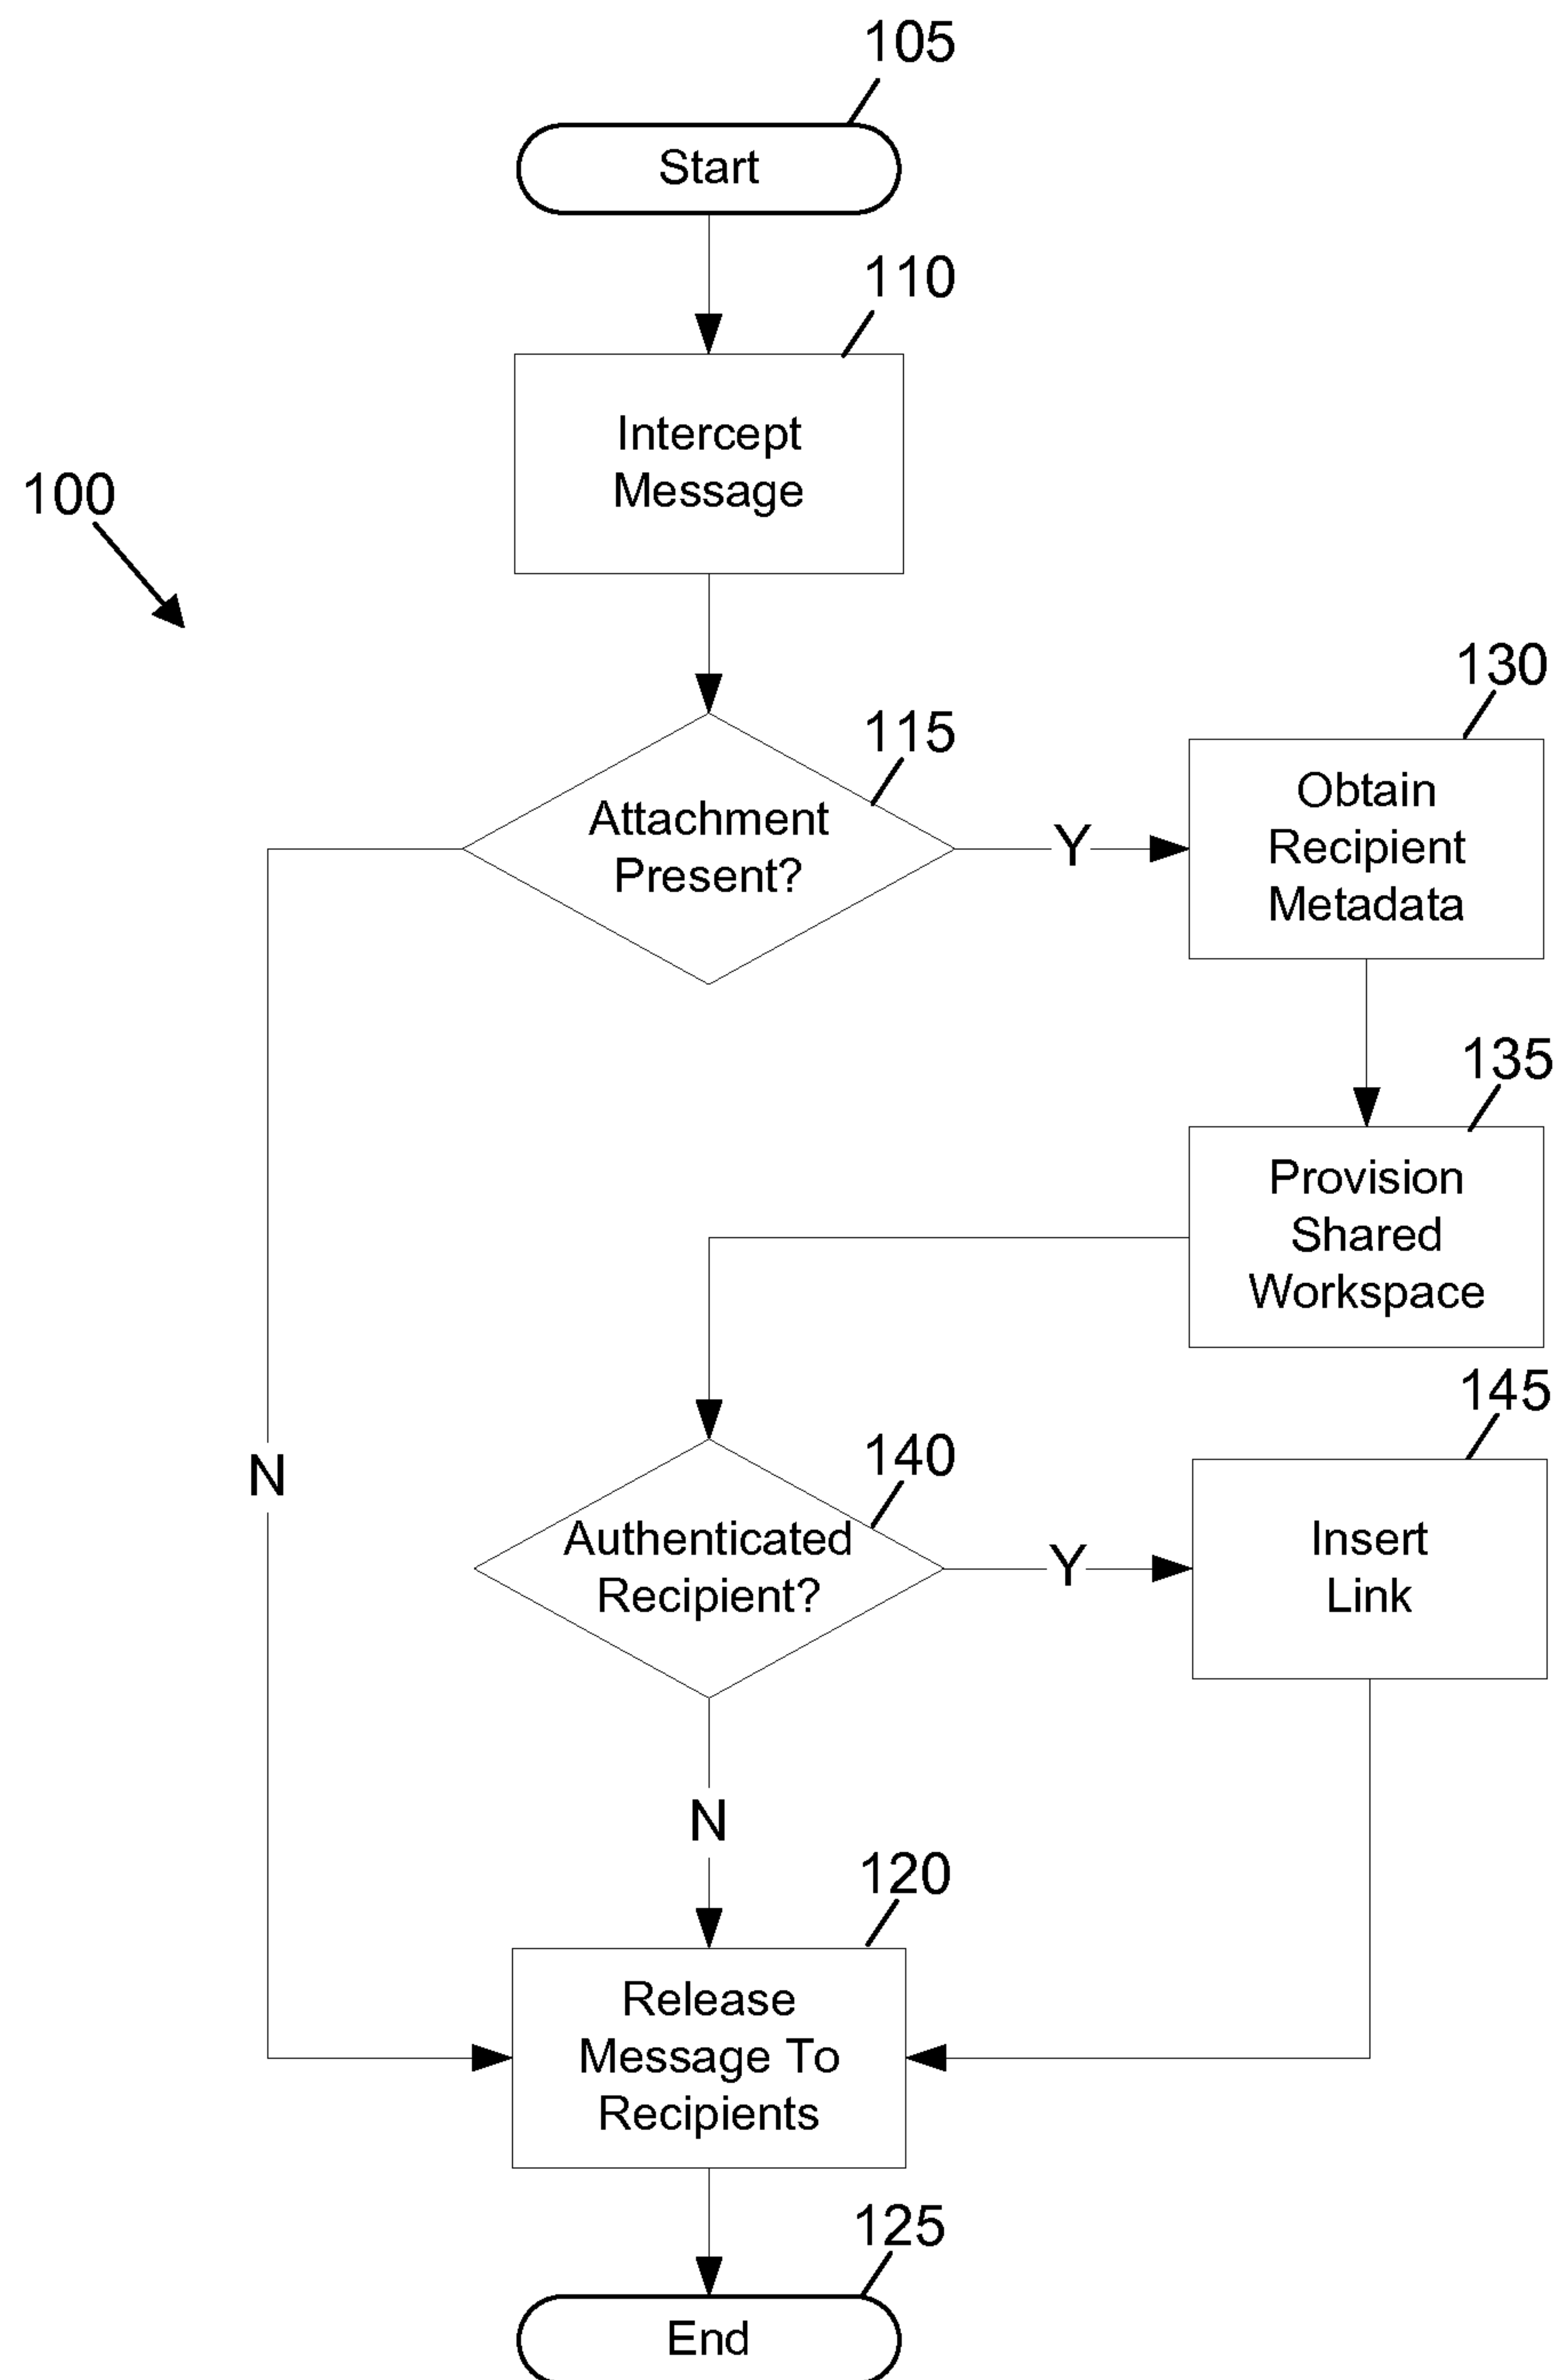 105
Start
110
Intercept
Message
100
130
115
Obtain
Recipient
Metadata
Attachment
Present?
Y
135
Provision
Shared
Workspace
145
140
N
Authenticated
Recipient?
Y
Insert
Link
N
120
Release
Message To
Recipients
125
End